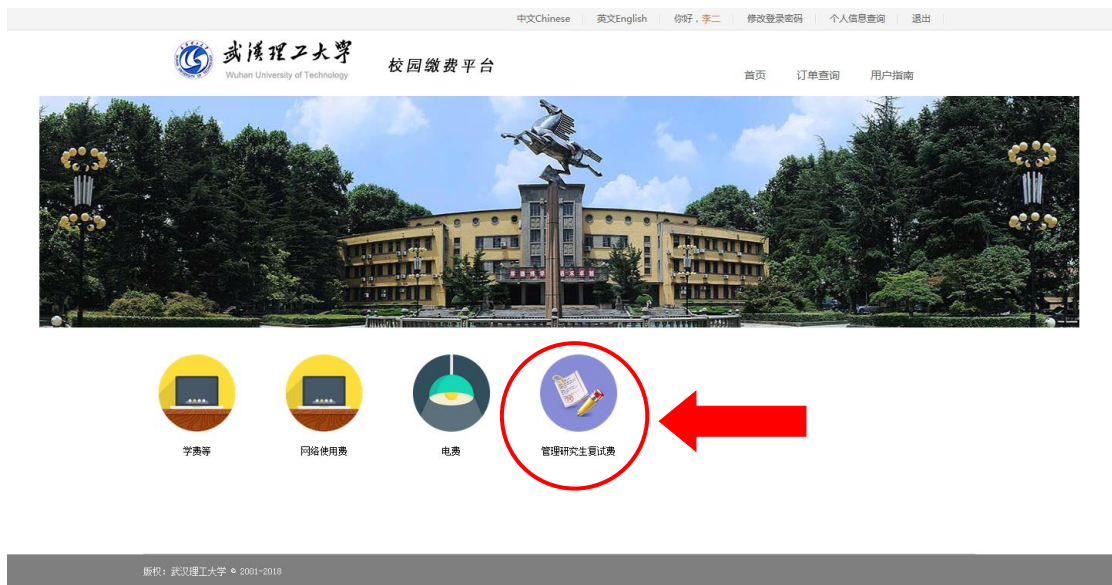 中文Chinese 英文English 你好，李二 修改登录密码 个人信息查询 退出
武漢理工大学
Wuhan University of Technology
校园缴费平台
首页 订单查询 用户指南
学费等 网络使用费 电费 管理研究生复试费
版权：武汉理工大学 © 2001-2018